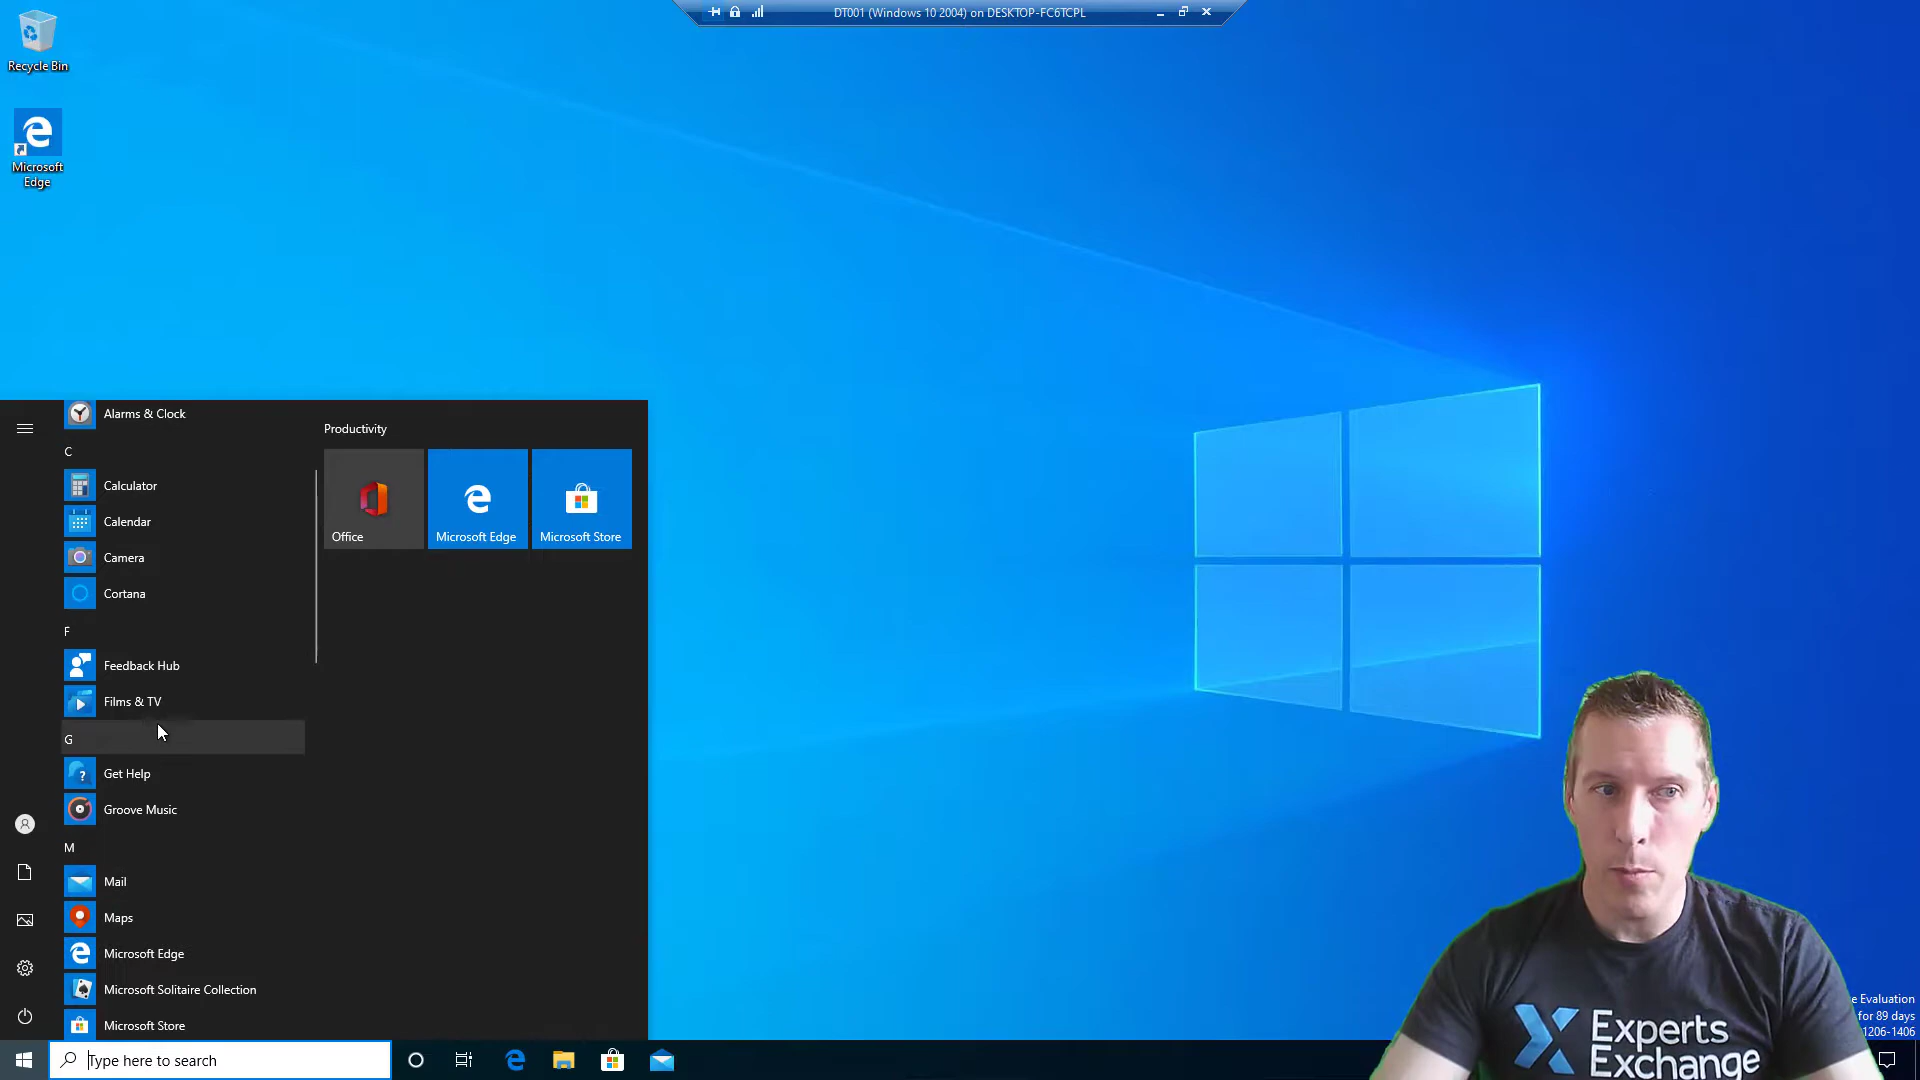 DT001 (Windows 10 2004) on DESKTOP-FC6TCPL
Recycle Bin
Microsoft
Edge
Alarms & Clock
C
Calculator
Calendar
Camera
Cortana
F
Feedback Hub
Films & TV
G
Get Help
Groove Music
M
Mail
Maps
Microsoft Edge
Microsoft Solitaire Collection
Microsoft Store
Productivity
Office
Microsoft Edge
Microsoft Store
Type here to search
Evaluation
for 89 days
1206-1406
Experts
Exchange